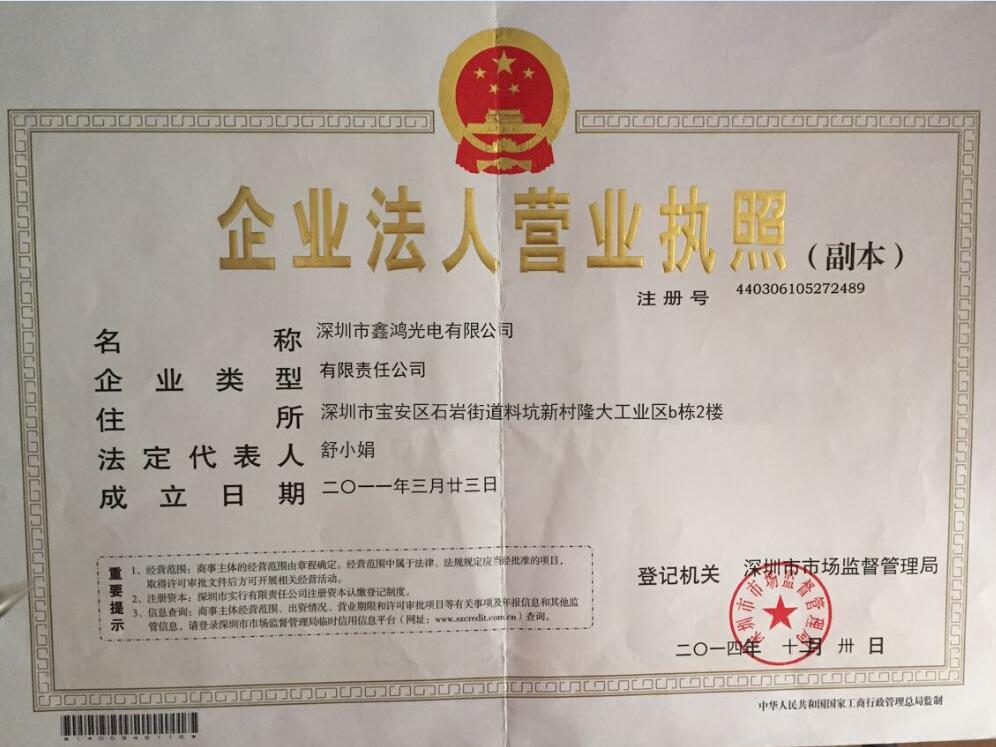 企业法人营业执照（副本）
注册号 440306105272489
名称 深圳市鑫鸿光电有限公司
企业类型 有限责任公司
住所 深圳市宝安区石岩街道料坑新村隆大工业区b栋2楼
法定代表人 舒小娟
成立日期 二〇一一年三月廿三日
重要提示
1、经营范围：商事主体的经营范围由章程确定。经营范围中属于法律、法规规定应当经批准的项目，
取得许可审批文件后方可开展相关经营活动。
2、注册资本：深圳市实行有限责任公司注册资本认缴登记制度。
3、信息查询：商事主体经营范围、出资情况、营业期限和许可审批项目等有关事项及年报信息和其他监
管信息，请登录深圳市市场监督管理局临时信用信息平台（网址：www.szcredit.com.cn）查询。
登记机关 深圳市市场监督管理局
深圳市市场监督管理局
二〇一四年 十二月 卅 日
中华人民共和国国家工商行政管理总局监制